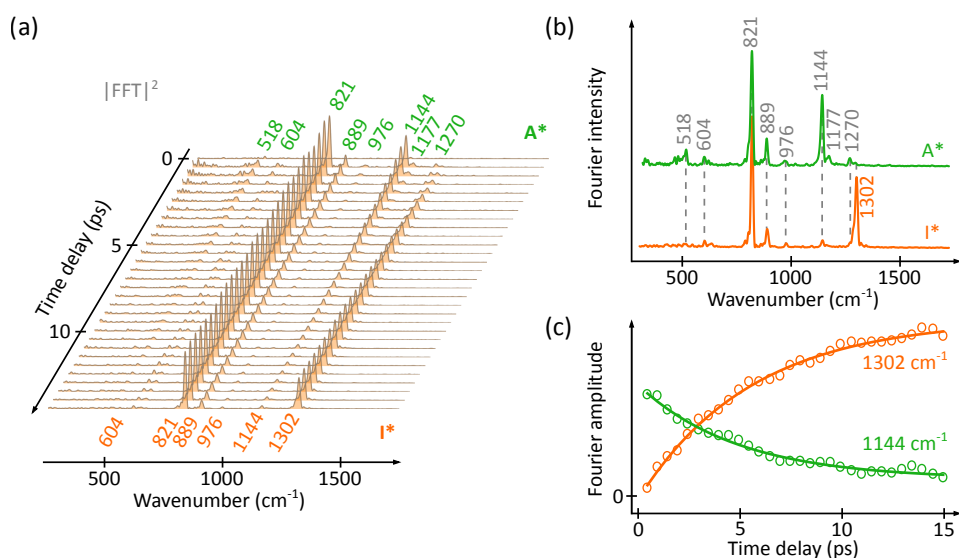 (a)
|FFT|²
518
604
821
889
976
1144
1177
1270
A*
0
5
10
Time delay (ps)
604
821
889
976
1144
1302
I*
500
1000
1500
Wavenumber (cm⁻¹)
(b)
Fourier intensity
518
604
821
889
976
1144
1177
1270
A*
1302
I*
500
1000
1500
Wavenumber (cm⁻¹)
(c)
Fourier amplitude
1302 cm⁻¹
1144 cm⁻¹
0
0
5
10
15
Time delay (ps)